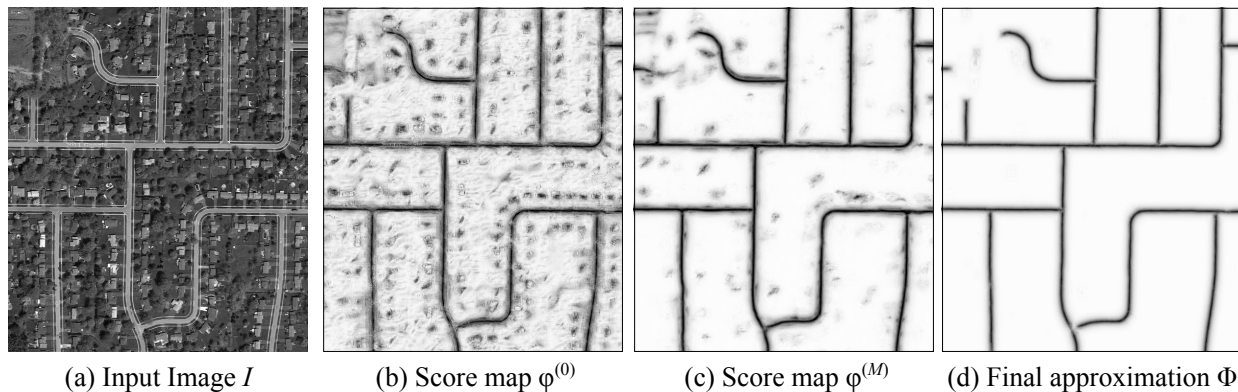 (a) Input Image I
(b) Score map φ⁽⁰⁾
(c) Score map φ⁽ᴹ⁾
(d) Final approximation Φ